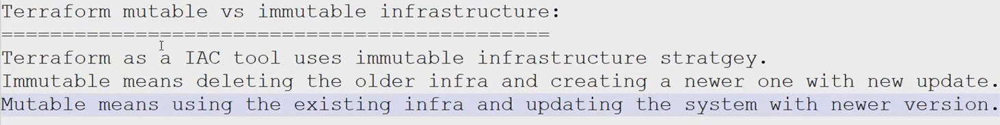 Terraform mutable vs immutable infrastructure:
=============================================
Terraform as a IAC tool uses immutable infrastructure stratgey.
Immutable means deleting the older infra and creating a newer one with new update.
Mutable means using the existing infra and updating the system with newer version.